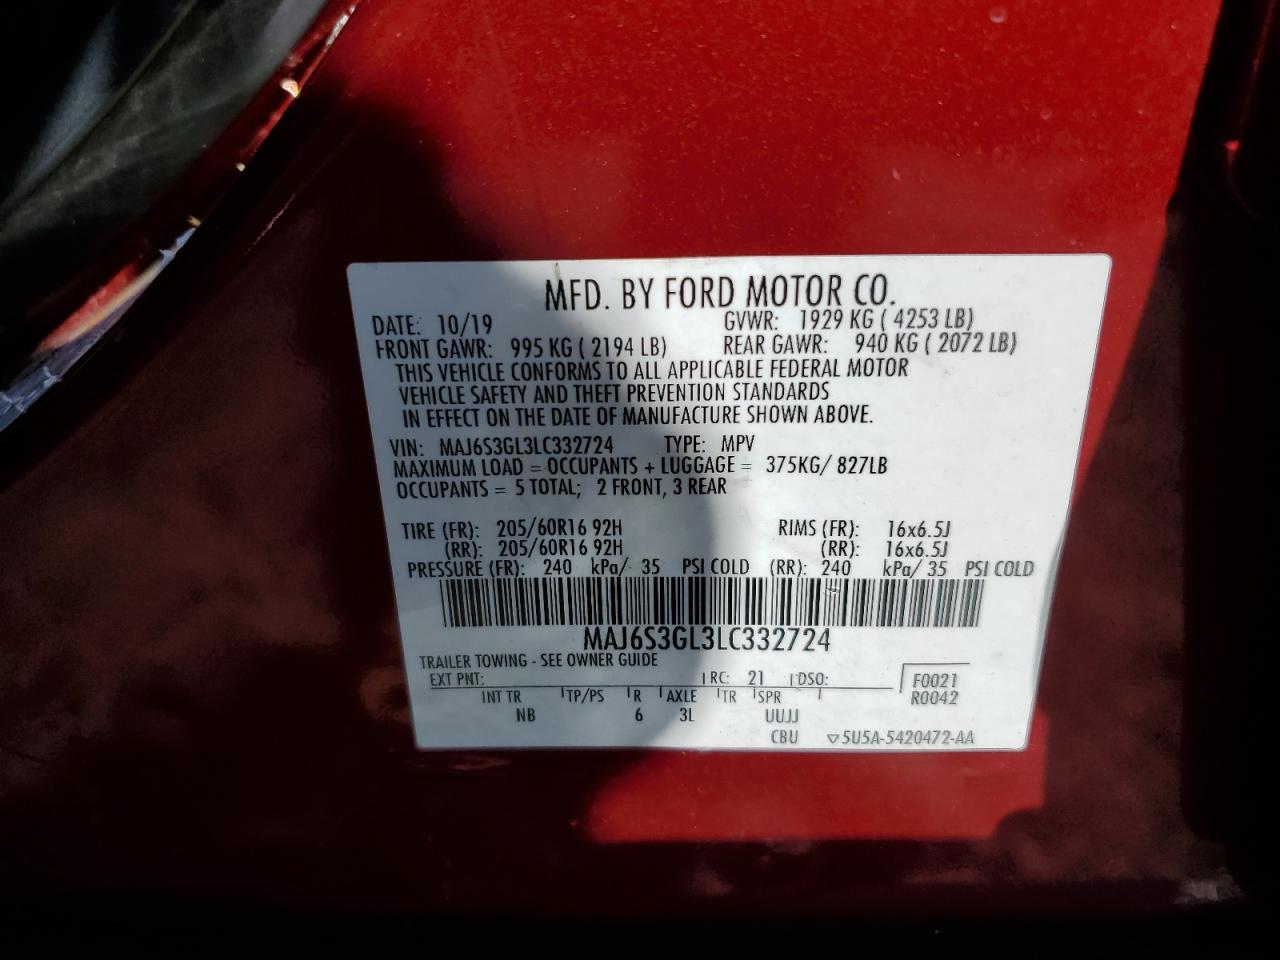 MFD. BY FORD MOTOR CO.
DATE: 10/19 GVWR: 1929 KG ( 4253 LB)
FRONT GAWR: 995 KG ( 2194 LB) REAR GAWR: 940 KG ( 2072 LB)
THIS VEHICLE CONFORMS TO ALL APPLICABLE FEDERAL MOTOR
VEHICLE SAFETY AND THEFT PREVENTION STANDARDS
IN EFFECT ON THE DATE OF MANUFACTURE SHOWN ABOVE.
VIN: MAJ6S3GL3LC332724 TYPE: MPV
MAXIMUM LOAD = OCCUPANTS + LUGGAGE = 375KG/ 827LB
OCCUPANTS = 5 TOTAL; 2 FRONT, 3 REAR
TIRE (FR): 205/60R16 92H RIMS (FR): 16x6.5J
(RR): 205/60R16 92H (RR): 16x6.5J
PRESSURE (FR): 240 kPa/ 35 PSI COLD (RR): 240 kPa/ 35 PSI COLD
MAJ6S3GL3LC332724
TRAILER TOWING - SEE OWNER GUIDE
EXT PNT: RC: 21 DSO: F0021
INT TR TP/PS R AXLE TR SPR R0042
NB 6 3L UUJJ
CBU ▽5U5A-5420472-AA